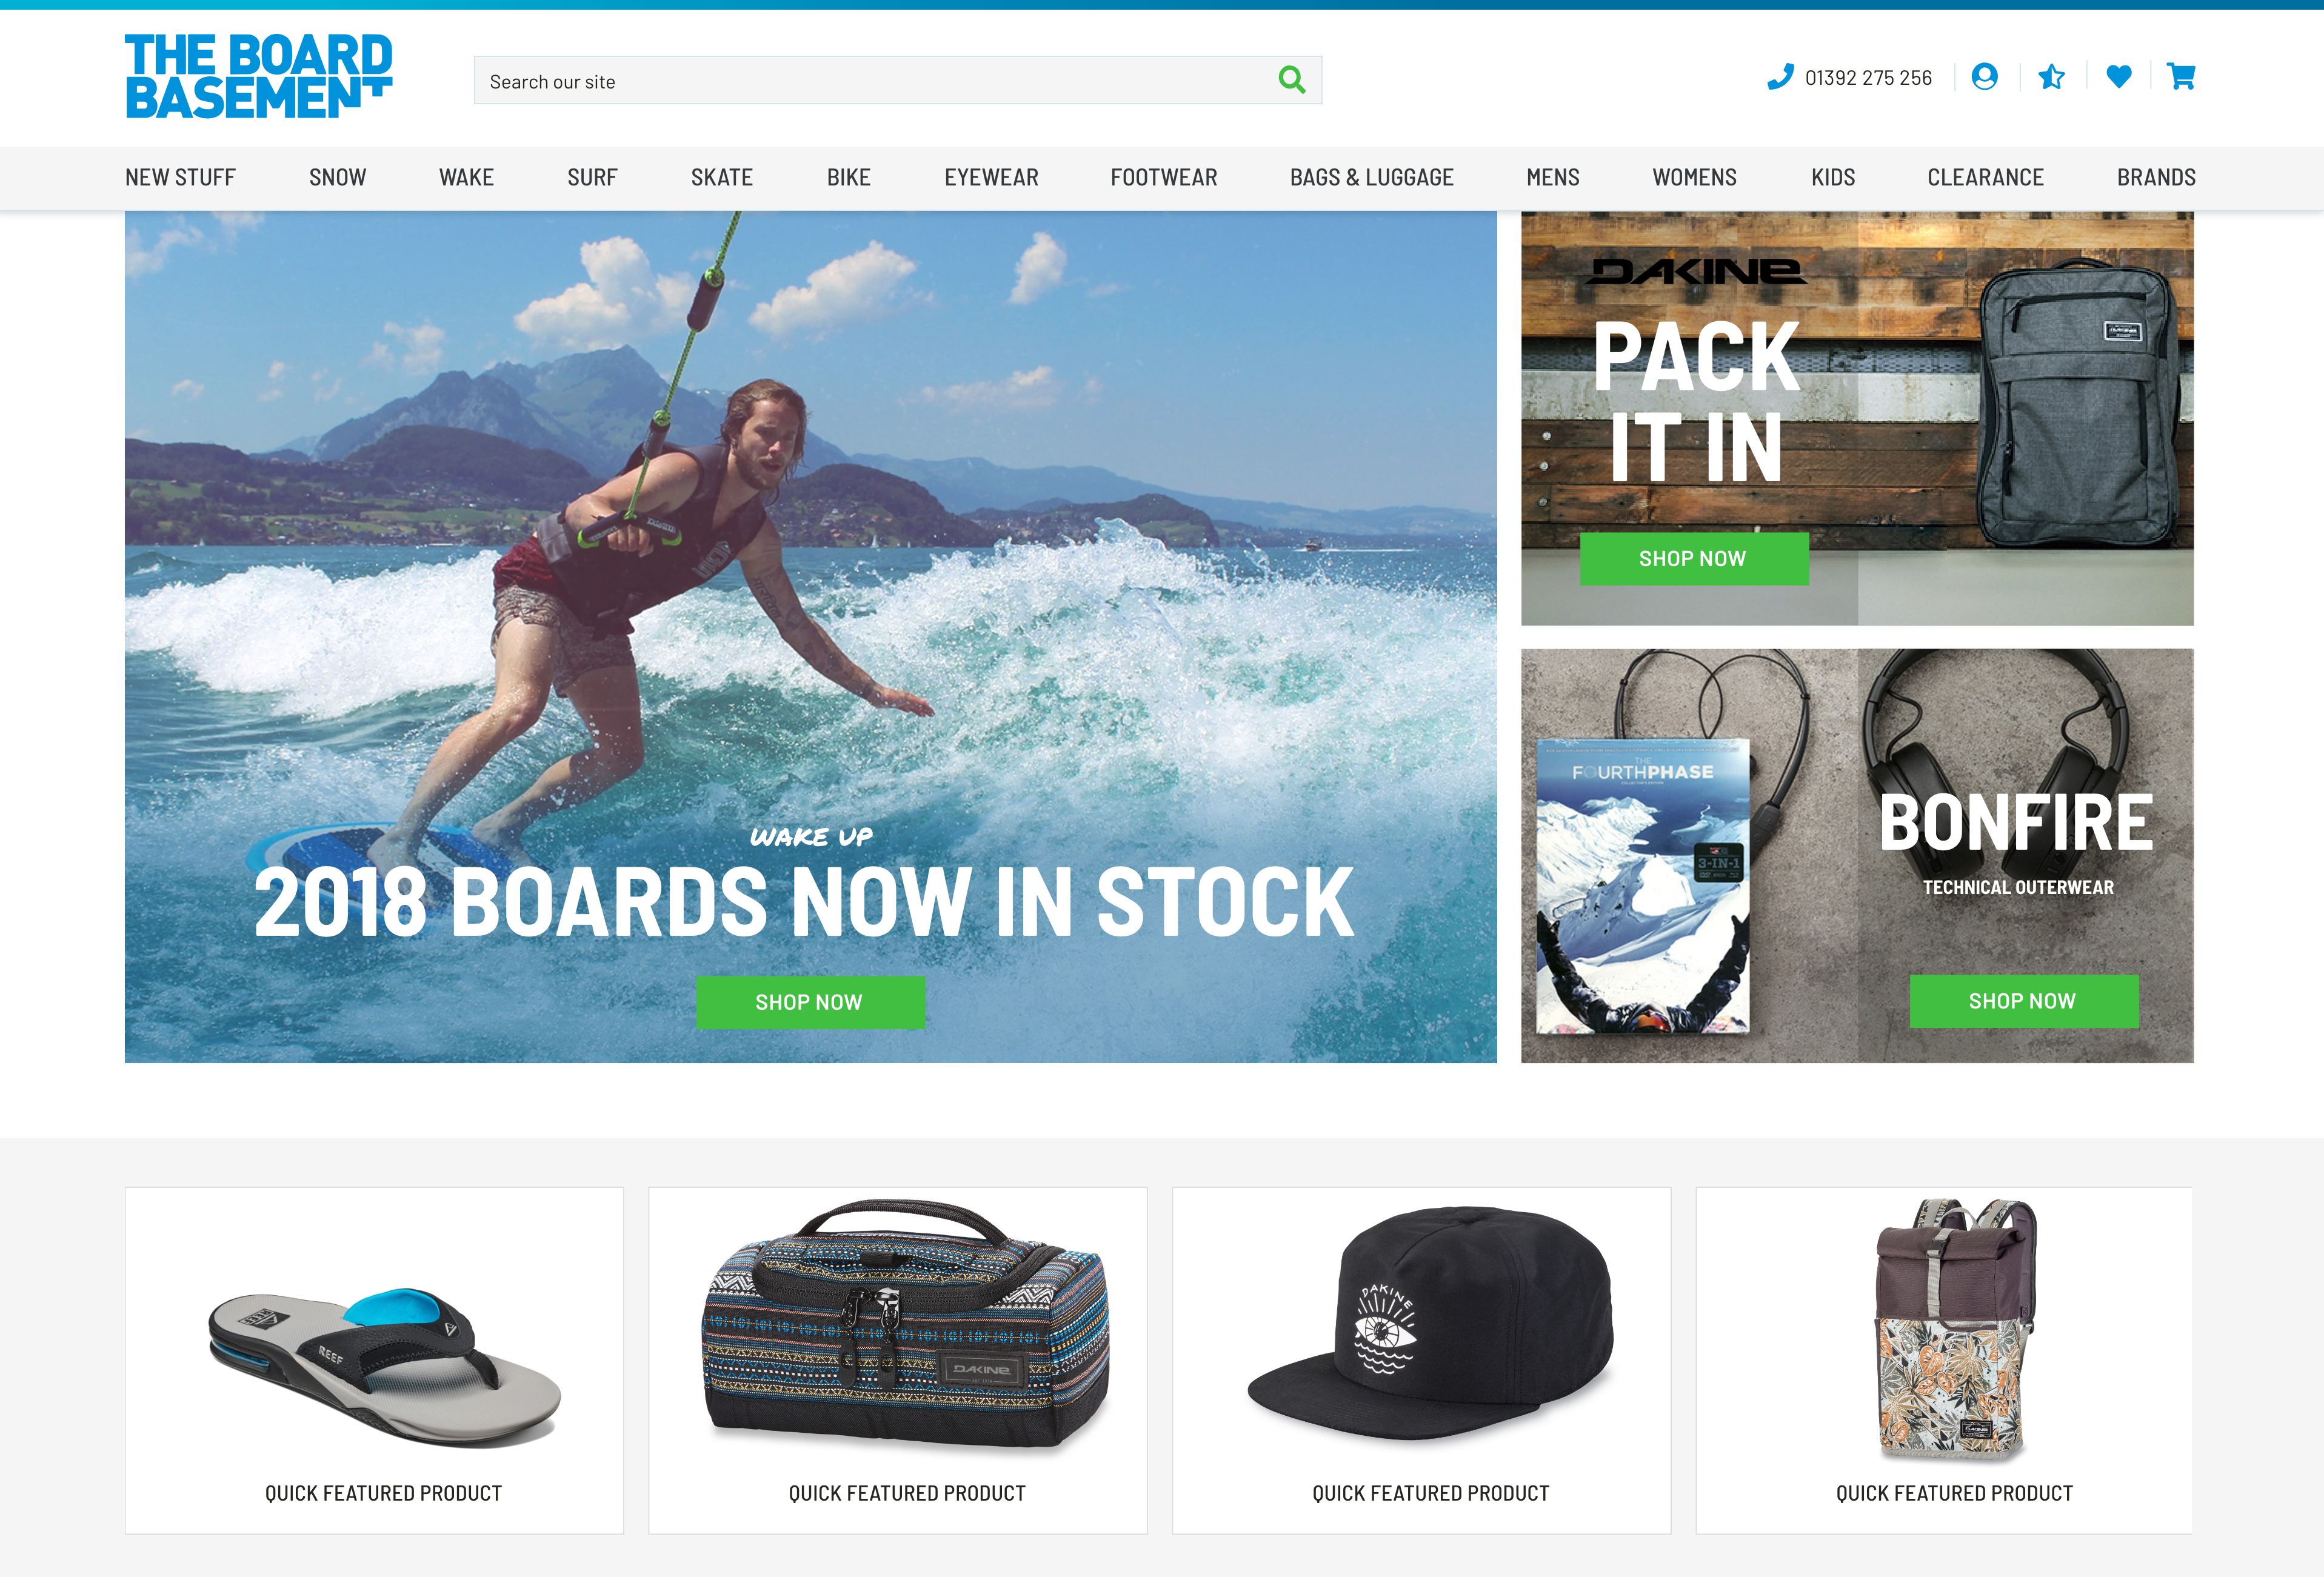 THE BOARD
BASEMENT
Search our site
01392 275 256
NEW STUFF SNOW WAKE SURF SKATE BIKE EYEWEAR FOOTWEAR BAGS & LUGGAGE MENS WOMENS KIDS CLEARANCE BRANDS
WAKE UP
2018 BOARDS NOW IN STOCK
SHOP NOW
DAKINE
PACK
IT IN
SHOP NOW
THE
FOURTHPHASE
3-IN-1
BONFIRE
TECHNICAL OUTERWEAR
SHOP NOW
REEF
REEF
QUICK FEATURED PRODUCT
DAKINE
QUICK FEATURED PRODUCT
DAKINE
QUICK FEATURED PRODUCT
DAKINE
QUICK FEATURED PRODUCT